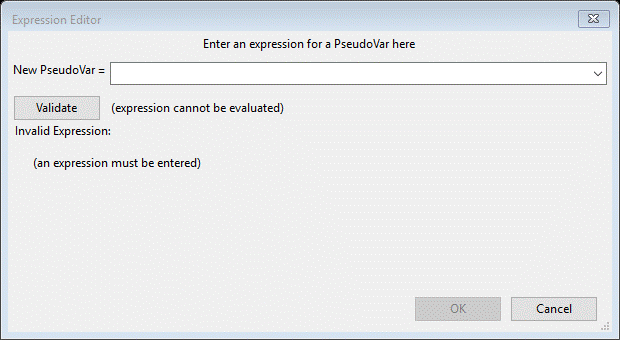 Expression Editor
Enter an expression for a PseudoVar here
New PseudoVar =
Validate (expression cannot be evaluated)
Invalid Expression:
(an expression must be entered)
OK Cancel